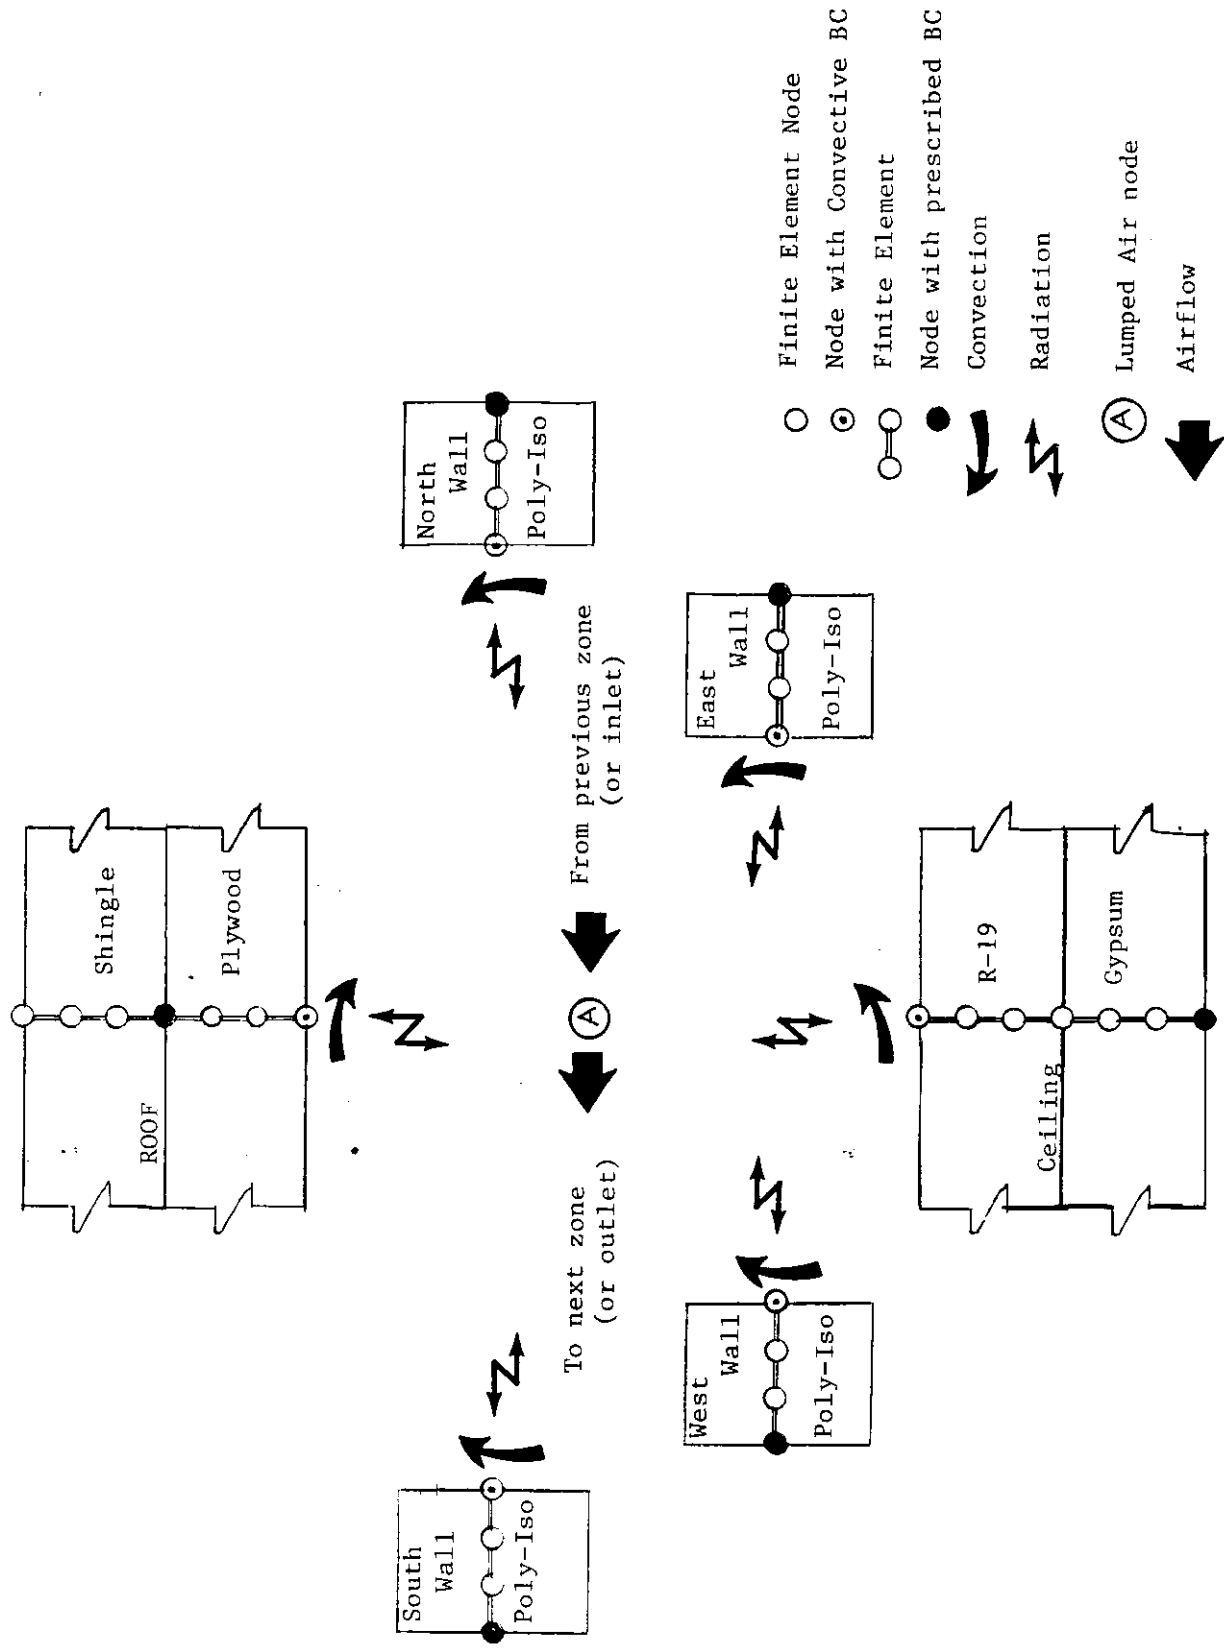 Shingle
ROOF
Plywood
South
Wall
Poly-Iso
North
Wall
Poly-Iso
To next zone
(or outlet)
A
From previous zone
(or inlet)
West
Wall
Poly-Iso
East
Wall
Poly-Iso
R-19
Ceiling
Gypsum
Finite Element Node
Node with Convective BC
Finite Element
Node with prescribed BC
Convection
Radiation
A Lumped Air node
Airflow